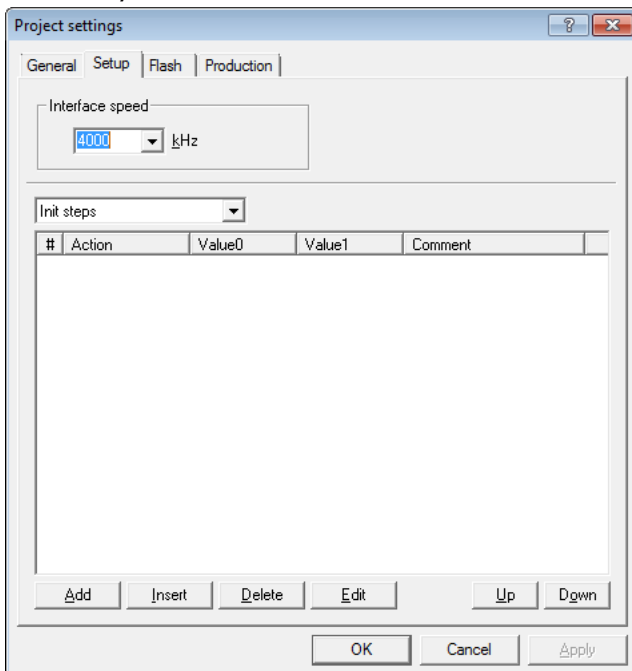 Project settings
General Setup Flash Production
Interface speed
4000 kHz
Init steps
# Action Value0 Value1 Comment
Add Insert Delete Edit Up Down
OK Cancel Apply